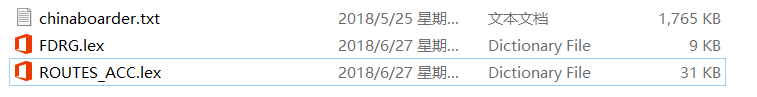 chinaboarder.txt 2018/5/25 星期... 文本文档 1,765 KB
FDRG.lex 2018/6/27 星期... Dictionary File 9 KB
ROUTES_ACC.lex 2018/6/27 星期... Dictionary File 31 KB